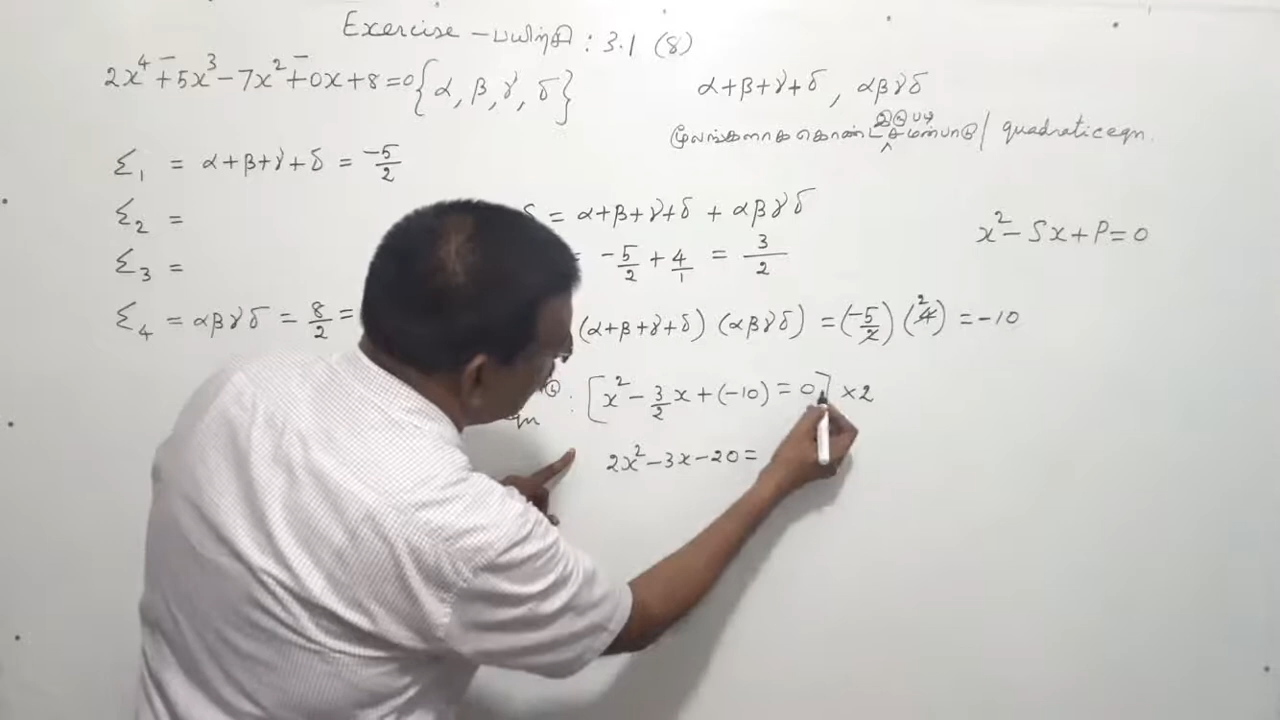 Exercise – பயிற்சி : 3.1 (8)
2x⁴ + 5x³ – 7x² + 0x + 8 = 0 {α, β, γ, δ}
α+β+γ+δ , αβγδ
மூலங்களாக கொண்ட இருபடி சமன்பாடு / quadratic eqn.
Σ₁ = α+β+γ+δ = -5/2
Σ₂ =
Σ₃ =
Σ₄ = αβγδ = 8/2 =
S = α+β+γ+δ + αβγδ
= -5/2 + 4/1 = 3/2
x² – Sx + P = 0
(α+β+γ+δ) (αβγδ) = (-5/2) (4) 2 = -10
: [x² – 3/2 x + (-10) = 0] ×2
eqn
2x² – 3x – 20 =